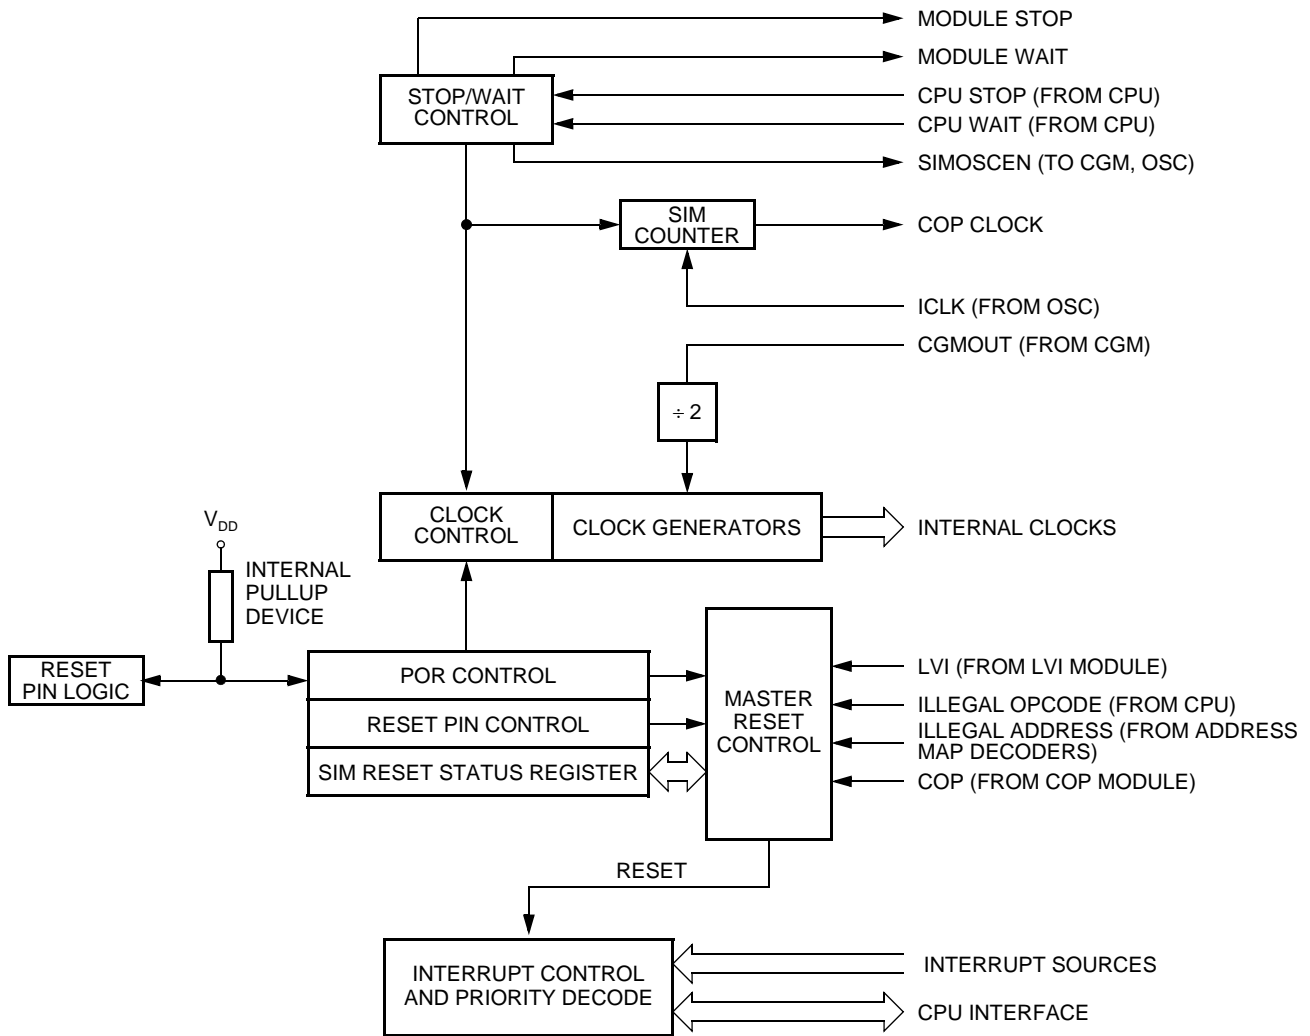 MODULE STOP
MODULE WAIT
STOP/WAIT
CONTROL
CPU STOP (FROM CPU)
CPU WAIT (FROM CPU)
SIMOSCEN (TO CGM, OSC)
SIM
COUNTER
COP CLOCK
ICLK (FROM OSC)
CGMOUT (FROM CGM)
÷ 2
CLOCK
CONTROL
CLOCK GENERATORS
INTERNAL CLOCKS
VDD
INTERNAL
PULLUP
DEVICE
RESET
PIN LOGIC
POR CONTROL
RESET PIN CONTROL
SIM RESET STATUS REGISTER
MASTER
RESET
CONTROL
LVI (FROM LVI MODULE)
ILLEGAL OPCODE (FROM CPU)
ILLEGAL ADDRESS (FROM ADDRESS
MAP DECODERS)
COP (FROM COP MODULE)
RESET
INTERRUPT CONTROL
AND PRIORITY DECODE
INTERRUPT SOURCES
CPU INTERFACE